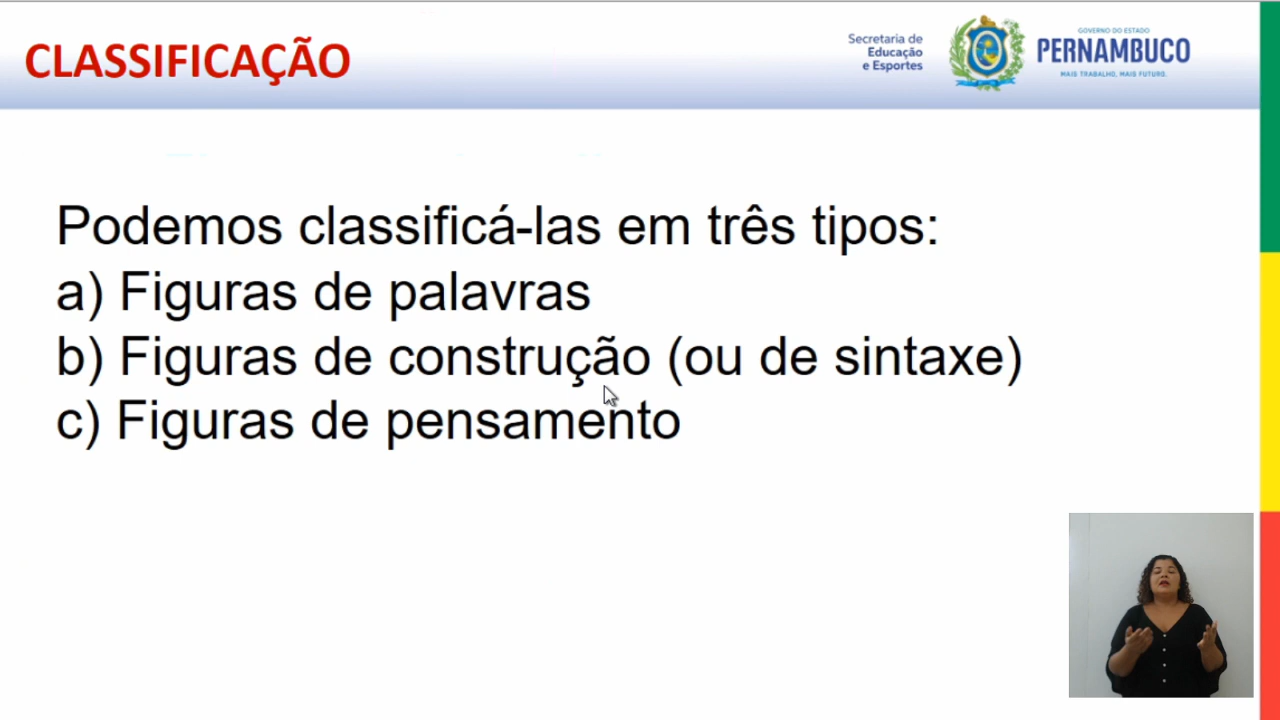 CLASSIFICAÇÃO
Secretaria de
Educação
e Esportes
GOVERNO DO ESTADO
PERNAMBUCO
MAIS TRABALHO, MAIS FUTURO.
Podemos classificá-las em três tipos:
a) Figuras de palavras
b) Figuras de construção (ou de sintaxe)
c) Figuras de pensamento